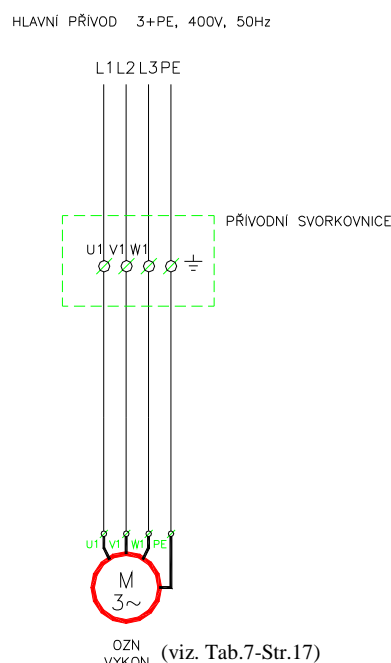 HLAVNÍ PŘÍVOD 3+PE, 400V, 50Hz
L1 L2 L3 PE
PŘÍVODNÍ SVORKOVNICE
U1 V1 W1
U1 V1 W1 PE
M
3~
OZN
(viz. Tab.7-Str.17)
VYKON